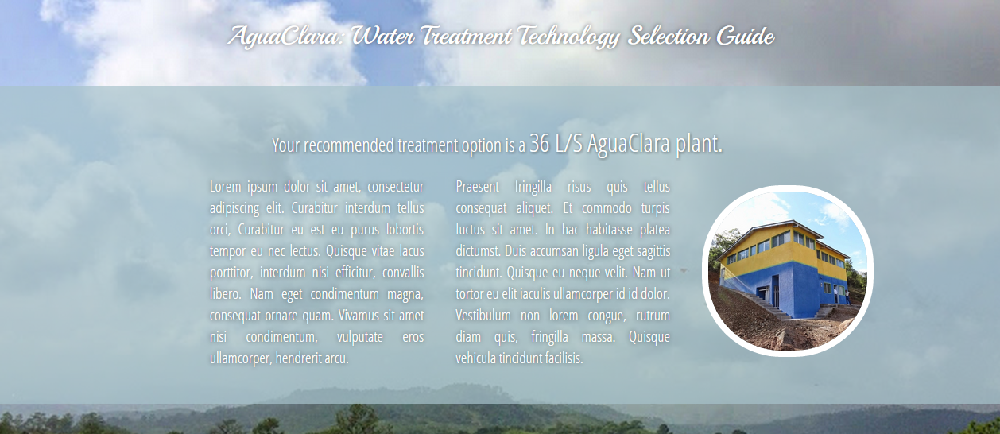 AguaClara: Water Treatment Technology Selection Guide
Your recommended treatment option is a 36 L/S AguaClara plant.
Lorem ipsum dolor sit amet, consectetur
adipiscing elit. Curabitur interdum tellus
orci, Curabitur eu est eu purus lobortis
tempor eu nec lectus. Quisque vitae lacus
porttitor, interdum nisi efficitur, convallis
libero. Nam eget condimentum magna,
consequat ornare quam. Vivamus sit amet
nisi condimentum, vulputate eros
ullamcorper, hendrerit arcu.
Praesent fringilla risus quis tellus
consequat aliquet. Et commodo turpis
luctus sit amet. In hac habitasse platea
dictumst. Duis accumsan ligula eget sagittis
tincidunt. Quisque eu neque velit. Nam ut
tortor eu elit iaculis ullamcorper id id dolor.
Vestibulum non lorem congue, rutrum
diam quis, fringilla massa. Quisque
vehicula tincidunt facilisis.